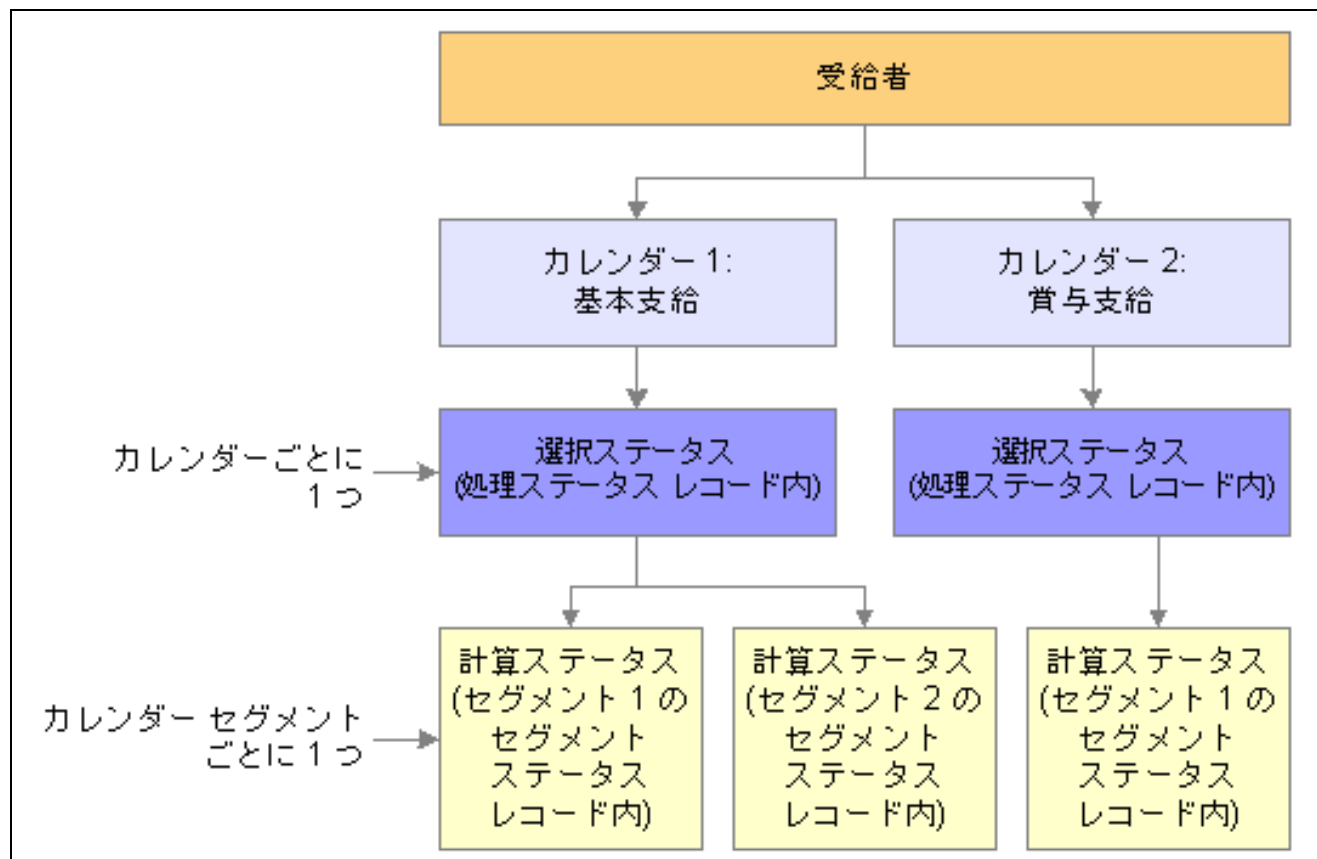 受給者
カレンダー 1:
基本支給
カレンダー 2:
賞与支給
カレンダーごとに
1 つ
選択ステータス
(処理ステータス レコード内)
選択ステータス
(処理ステータス レコード内)
カレンダー セグメント
ごとに 1 つ
計算ステータス
(セグメント 1 の
セグメント
ステータス
レコード内)
計算ステータス
(セグメント 2 の
セグメント
ステータス
レコード内)
計算ステータス
(セグメント 1 の
セグメント
ステータス
レコード内)